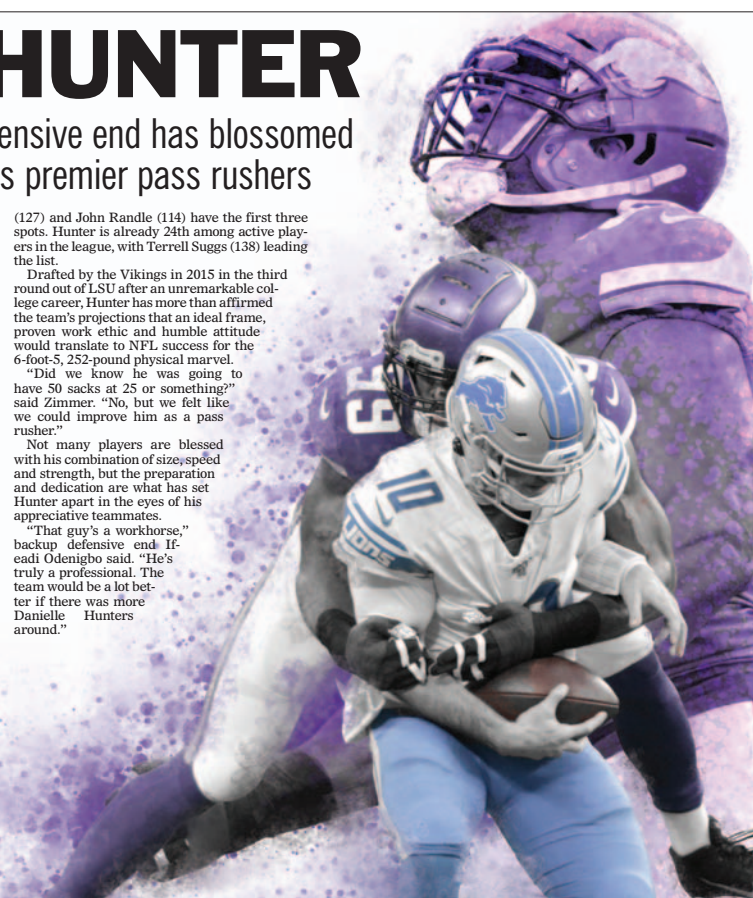 HUNTER
ensive end has blossomed
s premier pass rushers
(127) and John Randle (114) have the first three
spots. Hunter is already 24th among active play-
ers in the league, with Terrell Suggs (138) leading
the list.
Drafted by the Vikings in 2015 in the third
round out of LSU after an unremarkable col-
lege career, Hunter has more than affirmed
the team's projections that an ideal frame,
proven work ethic and humble attitude
would translate to NFL success for the
6-foot-5, 252-pound physical marvel.
“Did we know he was going to
have 50 sacks at 25 or something?”
said Zimmer. “No, but we felt like
we could improve him as a pass
rusher.”
Not many players are blessed
with his combination of size, speed
and strength, but the preparation
and dedication are what has set
Hunter apart in the eyes of his
appreciative teammates.
“That guy’s a workhorse,”
backup defensive end If-
eadi Odenigbo said. “He’s
truly a professional. The
team would be a lot bet-
ter if there was more
Danielle Hunters
around.”
99
10
LIONS